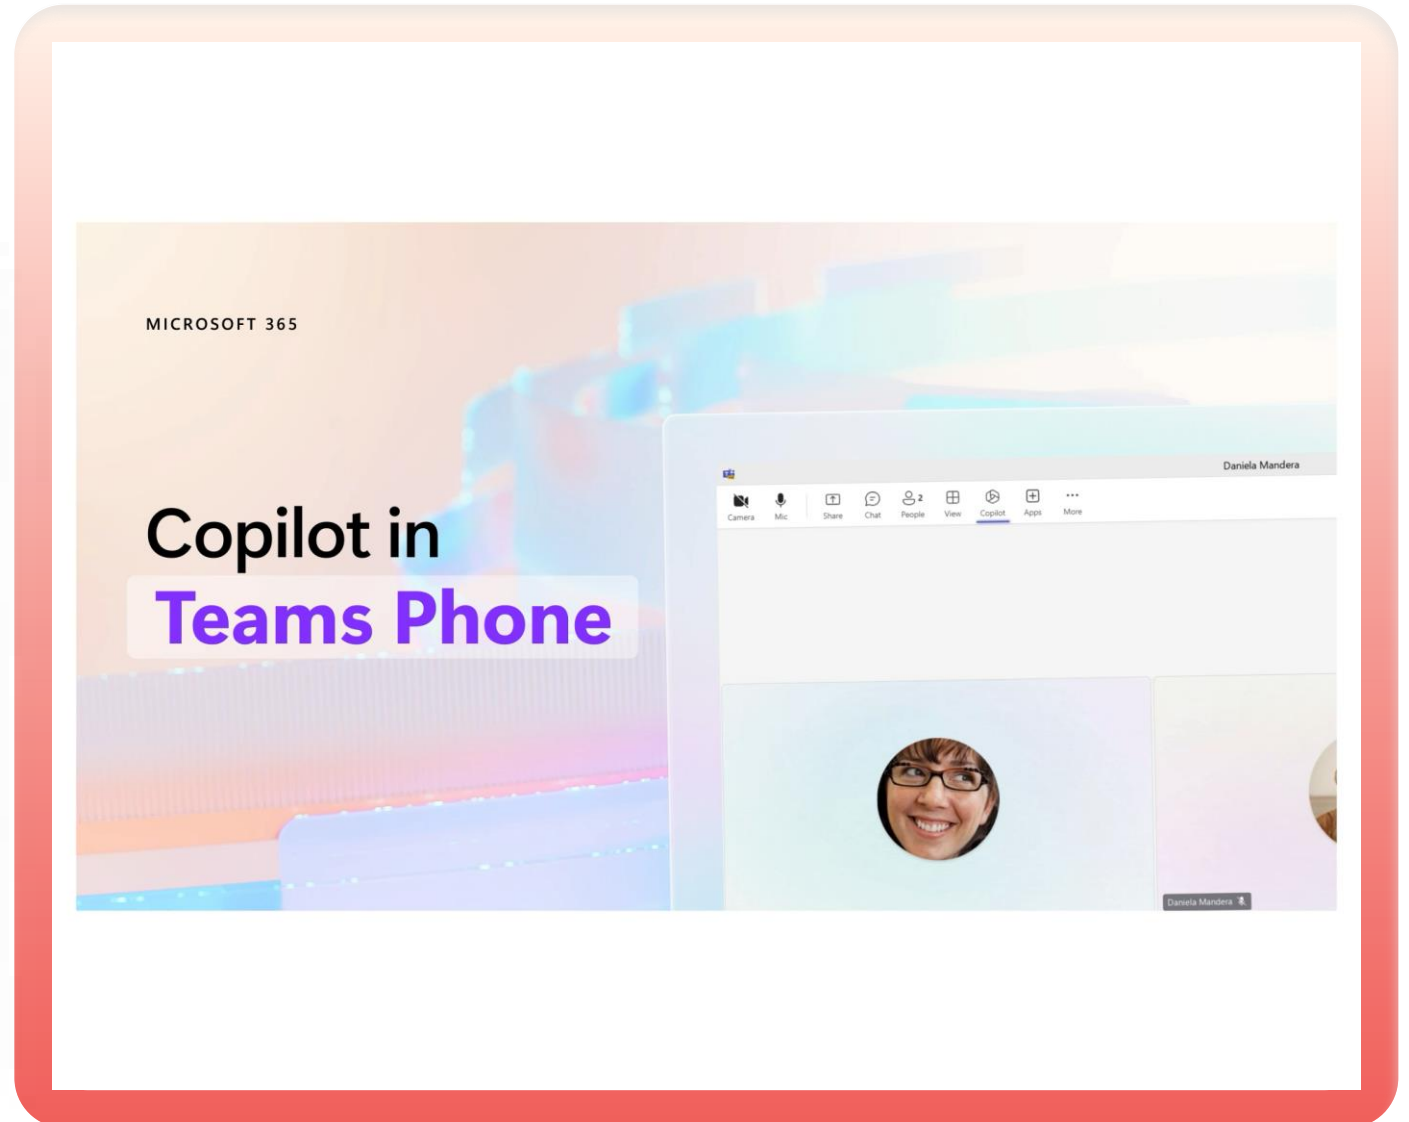 MICROSOFT 365
Copilot in
Teams Phone
Daniela Mandera
2
Camera Mic Share Chat People View Copilot Apps More
Daniela Mandera